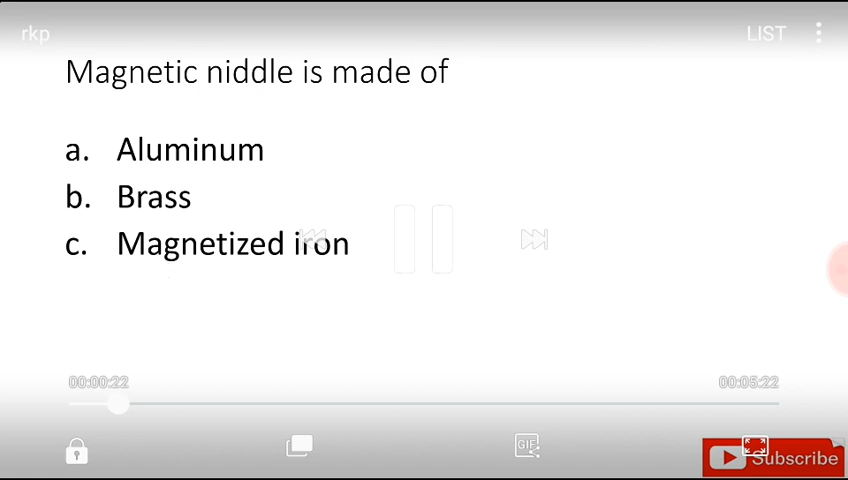 rkp
LIST
Magnetic niddle is made of
a. Aluminum
b. Brass
c. Magnetized iron
00:00:22
00:05:22
GIF
Subscribe